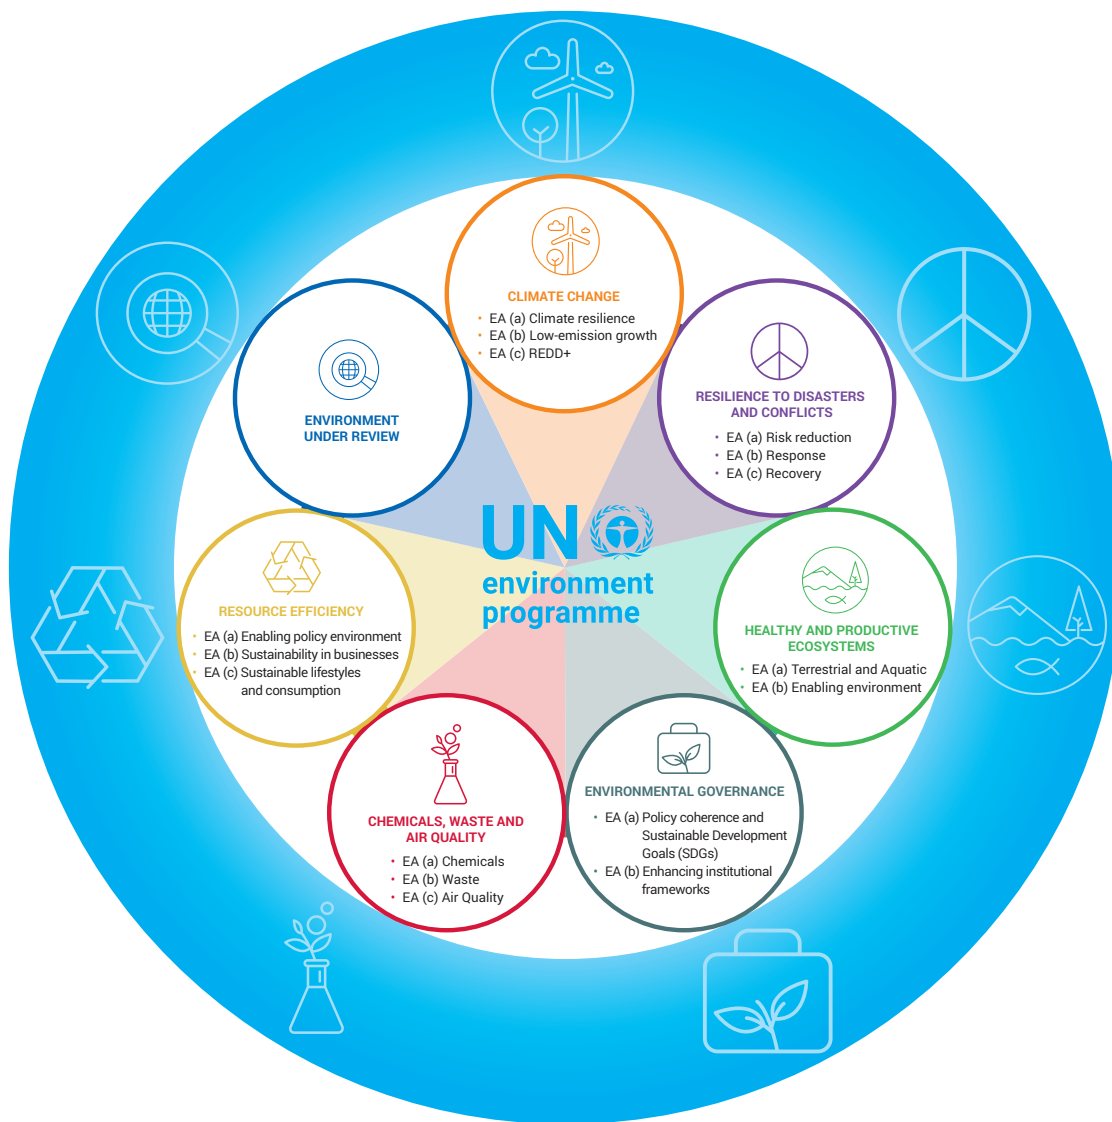 CLIMATE CHANGE
• EA (a) Climate resilience
• EA (b) Low-emission growth
• EA (c) REDD+
RESILIENCE TO DISASTERS
AND CONFLICTS
• EA (a) Risk reduction
• EA (b) Response
• EA (c) Recovery
HEALTHY AND PRODUCTIVE
ECOSYSTEMS
• EA (a) Terrestrial and Aquatic
• EA (b) Enabling environment
ENVIRONMENTAL GOVERNANCE
• EA (a) Policy coherence and
Sustainable Development
Goals (SDGs)
• EA (b) Enhancing institutional
frameworks
CHEMICALS, WASTE AND
AIR QUALITY
• EA (a) Chemicals
• EA (b) Waste
• EA (c) Air Quality
RESOURCE EFFICIENCY
• EA (a) Enabling policy environment
• EA (b) Sustainability in businesses
• EA (c) Sustainable lifestyles
and consumption
ENVIRONMENT
UNDER REVIEW
UN
environment
programme